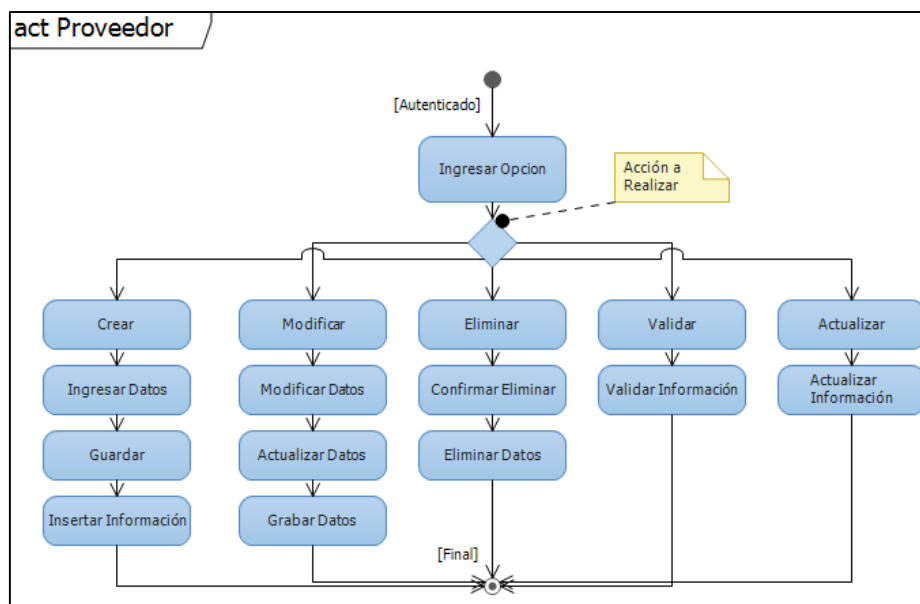 act Proveedor
[Autenticado]
Ingresar Opcion
Acción a
Realizar
Crear
Modificar
Eliminar
Validar
Actualizar
Ingresar Datos
Modificar Datos
Confirmar Eliminar
Validar Información
Actualizar
Información
Guardar
Actualizar Datos
Eliminar Datos
Insertar Información
Grabar Datos
[Final]